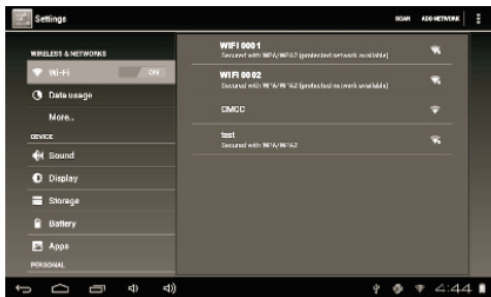 Settings
SCAN ADD NETWORK
WIRELESS & NETWORKS
Wi-Fi ON
Data usage
More..
DEVICE
Sound
Display
Storage
Battery
Apps
PERSONAL
WIFI 0001
Secured with WPA/WPA2 (protected network available)
WIFI 0002
Secured with WPA/WPA2 (protected network available)
CMCC
test
Secured with WPA/WPA2
4:44